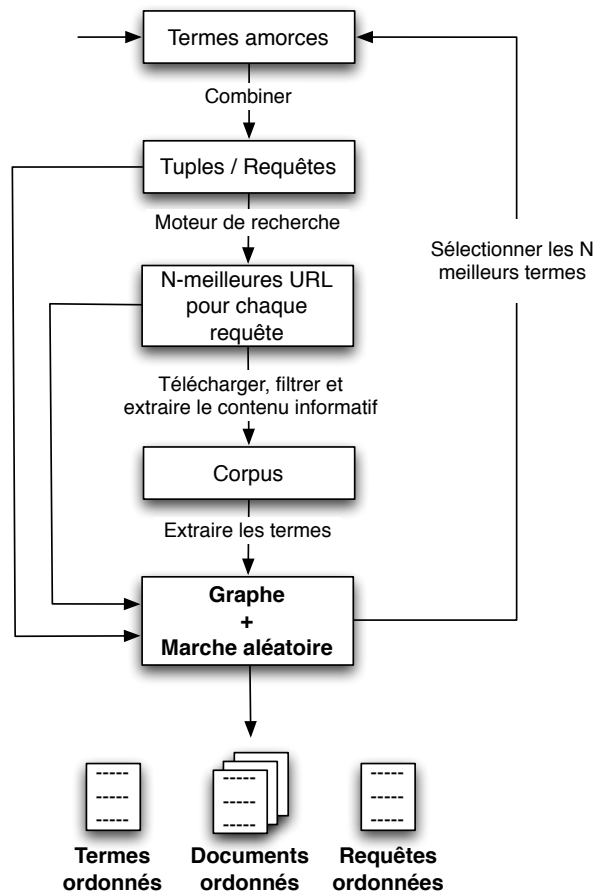 Termes amorces
Combiner
Tuples / Requêtes
Moteur de recherche
Sélectionner les N
meilleurs termes
N-meilleures URL
pour chaque
requête
Télécharger, filtrer et
extraire le contenu informatif
Corpus
Extraire les termes
Graphe
+
Marche aléatoire
Termes
ordonnés
Documents
ordonnés
Requêtes
ordonnées